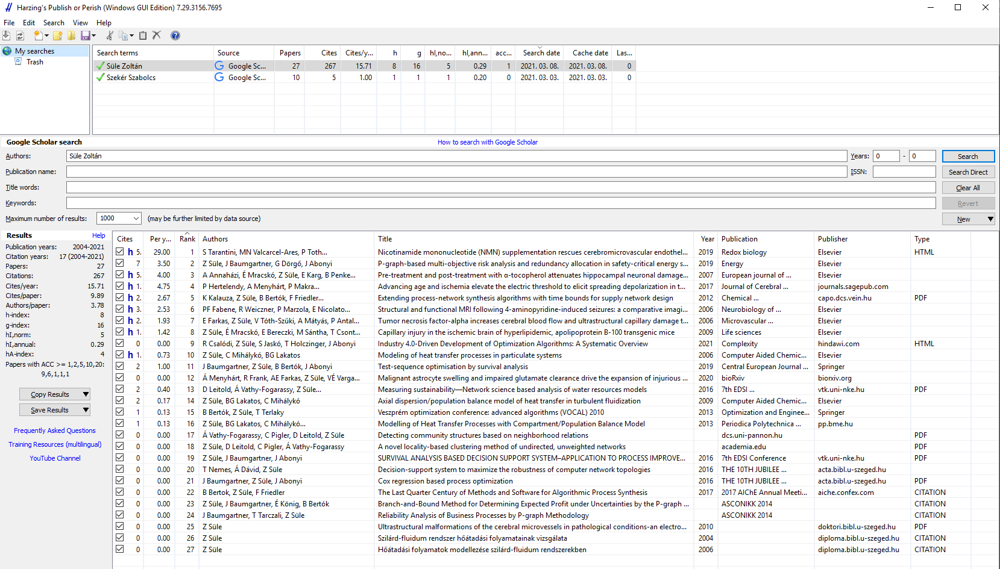 Harzing's Publish or Perish (Windows GUI Edition) 7.29.3156.7695
File Edit Search View Help
My searches
Trash
Search terms Source Papers Cites Cites/y... h g hI,no... hI,ann... acc... Search date Cache date Las...
Süle Zoltán Google Sc... 27 267 15.71 8 16 5 0.29 1 2021. 03. 08. 2021. 03. 08. 0
Szekér Szabolcs Google Sc... 10 5 1.00 1 1 1 0.20 0 2021. 03. 03. 2021. 03. 03. 0
Google Scholar search How to search with Google Scholar
Authors: Süle Zoltán Years: 0 - 0 Search
Publication name: ISSN: Search Direct
Title words: Clear All
Keywords: Revert
Maximum number of results: 1000 (may be further limited by data source) New
Results Help
Publication years: 2004-2021
Citation years: 17 (2004-2021)
Papers: 27
Citations: 267
Cites/year: 15.71
Cites/paper: 9.89
Authors/paper: 3.78
h-index: 8
g-index: 16
hI,norm: 5
hI,annual: 0.29
hA-index: 4
Papers with ACC >= 1,2,5,10,20:
9,6,1,1,1
Copy Results
Save Results
Frequently Asked Questions
Training Resources (multilingual)
YouTube Channel
Cites Per y... Rank Authors Title Year Publication Publisher Type
h 5. 29.00 1 S Tarantini, MN Valcarcel-Ares, P Toth... Nicotinamide mononucleotide (NMN) supplementation rescues cerebromicrovascular endothel... 2019 Redox biology Elsevier HTML
7 3.50 2 Z Süle, J Baumgartner, G Dörgő, J Abonyi P-graph-based multi-objective risk analysis and redundancy allocation in safety-critical energy s... 2019 Energy Elsevier
h 5. 4.00 3 A Annaházi, É Mracskó, Z Süle, E Karg, B Penke... Pre-treatment and post-treatment with α-tocopherol attenuates hippocampal neuronal damage... 2007 European journal of ... Elsevier
h 1. 4.75 4 P Hertelendy, A Menyhárt, P Makra... Advancing age and ischemia elevate the electric threshold to elicit spreading depolarization in t... 2017 Journal of Cerebral ... journals.sagepub.com
h 2. 2.67 5 K Kalauza, Z Süle, B Bertók, F Friedler... Extending process-network synthesis algorithms with time bounds for supply network design 2012 Chemical ... capo.dcs.vein.hu PDF
h 3. 2.53 6 PF Fabene, R Weiczner, P Marzola, E Nicolato... Structural and functional MRI following 4-aminopyridine-induced seizures: a comparative imagi... 2006 Neurobiology of ... Elsevier
h 2. 1.93 7 E Farkas, Z Süle, V Tóth-Szűki, A Mátyás, P Antal... Tumor necrosis factor-alpha increases cerebral blood flow and ultrastructural capillary damage t... 2006 Microvascular ... Elsevier
h 1. 1.42 8 Z Süle, É Mracskó, E Bereczki, M Sántha, T Csont... Capillary injury in the ischemic brain of hyperlipidemic, apolipoprotein B-100 transgenic mice 2009 Life sciences Elsevier
0 0.00 9 R Csalódi, Z Süle, S Jaskó, T Holczinger, J Abonyi Industry 4.0-Driven Development of Optimization Algorithms: A Systematic Overview 2021 Complexity hindawi.com HTML
h 1. 0.73 10 Z Süle, C Mihálykó, BG Lakatos Modeling of heat transfer processes in particulate systems 2006 Computer Aided Chemic... Elsevier
2 1.00 11 J Baumgartner, Z Süle, B Bertók, J Abonyi Test-sequence optimisation by survival analysis 2019 Central European Journal ... Springer
0 0.00 12 Á Menyhárt, R Frank, AE Farkas, Z Süle, VÉ Varga... Malignant astrocyte swelling and impaired glutamate clearance drive the expansion of injurious ... 2020 bioRxiv biorxiv.org
2 0.40 13 D Leitold, Á Vathy-Fogarassy, Z Süle... Measuring sustainability—Network science based analysis of water resources models 2016 7th EDSI ... vtk.uni-nke.hu PDF
2 0.17 14 Z Süle, BG Lakatos, C Mihálykó Axial dispersion/population balance model of heat transfer in turbulent fluidization 2009 Computer Aided Chemic... Elsevier
1 0.13 15 B Bertók, Z Süle, T Terlaky Veszprém optimization conference: advanced algorithms (VOCAL) 2010 2013 Optimization and Enginee... Springer
1 0.13 16 Z Süle, BG Lakatos, C Mihálykó... Modelling of Heat Transfer Processes with Compartment/Population Balance Model 2013 Periodica Polytechnica ... pp.bme.hu
0 0.00 17 Á Vathy-Fogarassy, C Pigler, D Leitold, Z Süle Detecting community structures based on neighborhood relations dcs.uni-pannon.hu PDF
0 0.00 18 Z Süle, D Leitold, C Pigler, Á Vathy-Fogarassy A novel locality-based clustering method of undirected, unweighted networks academia.edu PDF
0 0.00 19 Z Süle, J Baumgartner, J Abonyi SURVIVAL ANALYSIS BASED DECISION SUPPORT SYSTEM–APPLICATION TO PROCESS IMPROVE... 2016 7th EDSI Conference vtk.uni-nke.hu PDF
0 0.00 20 T Nemes, Á Dávid, Z Süle Decision-support system to maximize the robustness of computer network topologies 2016 THE 10TH JUBILEE ... acta.bibl.u-szeged.hu
0 0.00 21 J Baumgartner, Z Süle, J Abonyi Cox regression based process optimization 2016 THE 10TH JUBILEE ... acta.bibl.u-szeged.hu PDF
0 0.00 22 B Bertok, Z Süle, F Friedler The Last Quarter Century of Methods and Software for Algorithmic Process Synthesis 2017 2017 AIChE Annual Meeti... aiche.confex.com CITATION
0 0.00 23 Z Süle, J Baumgartner, É König, B Bertók Branch-and-Bound Method for Determining Expected Profit under Uncertainties by the P-graph ... ASCONIKK 2014 CITATION
0 0.00 24 J Baumgartner, T Tarczali, Z Süle Reliability Analysis of Business Processes by P-graph Methodology ASCONIKK 2014 CITATION
0 0.00 25 Z Süle Ultrastructural malformations of the cerebral microvessels in pathological conditions-an electro... 2010 doktori.bibl.u-szeged.hu PDF
0 0.00 26 Z Süle Szilárd-fluidum rendszer hőátadási folyamatainak vizsgálata 2004 diploma.bibl.u-szeged.hu CITATION
0 0.00 27 Z Süle Hőátadási folyamatok modellezése szilárd-fluidum rendszerekben 2006 diploma.bibl.u-szeged.hu CITATION